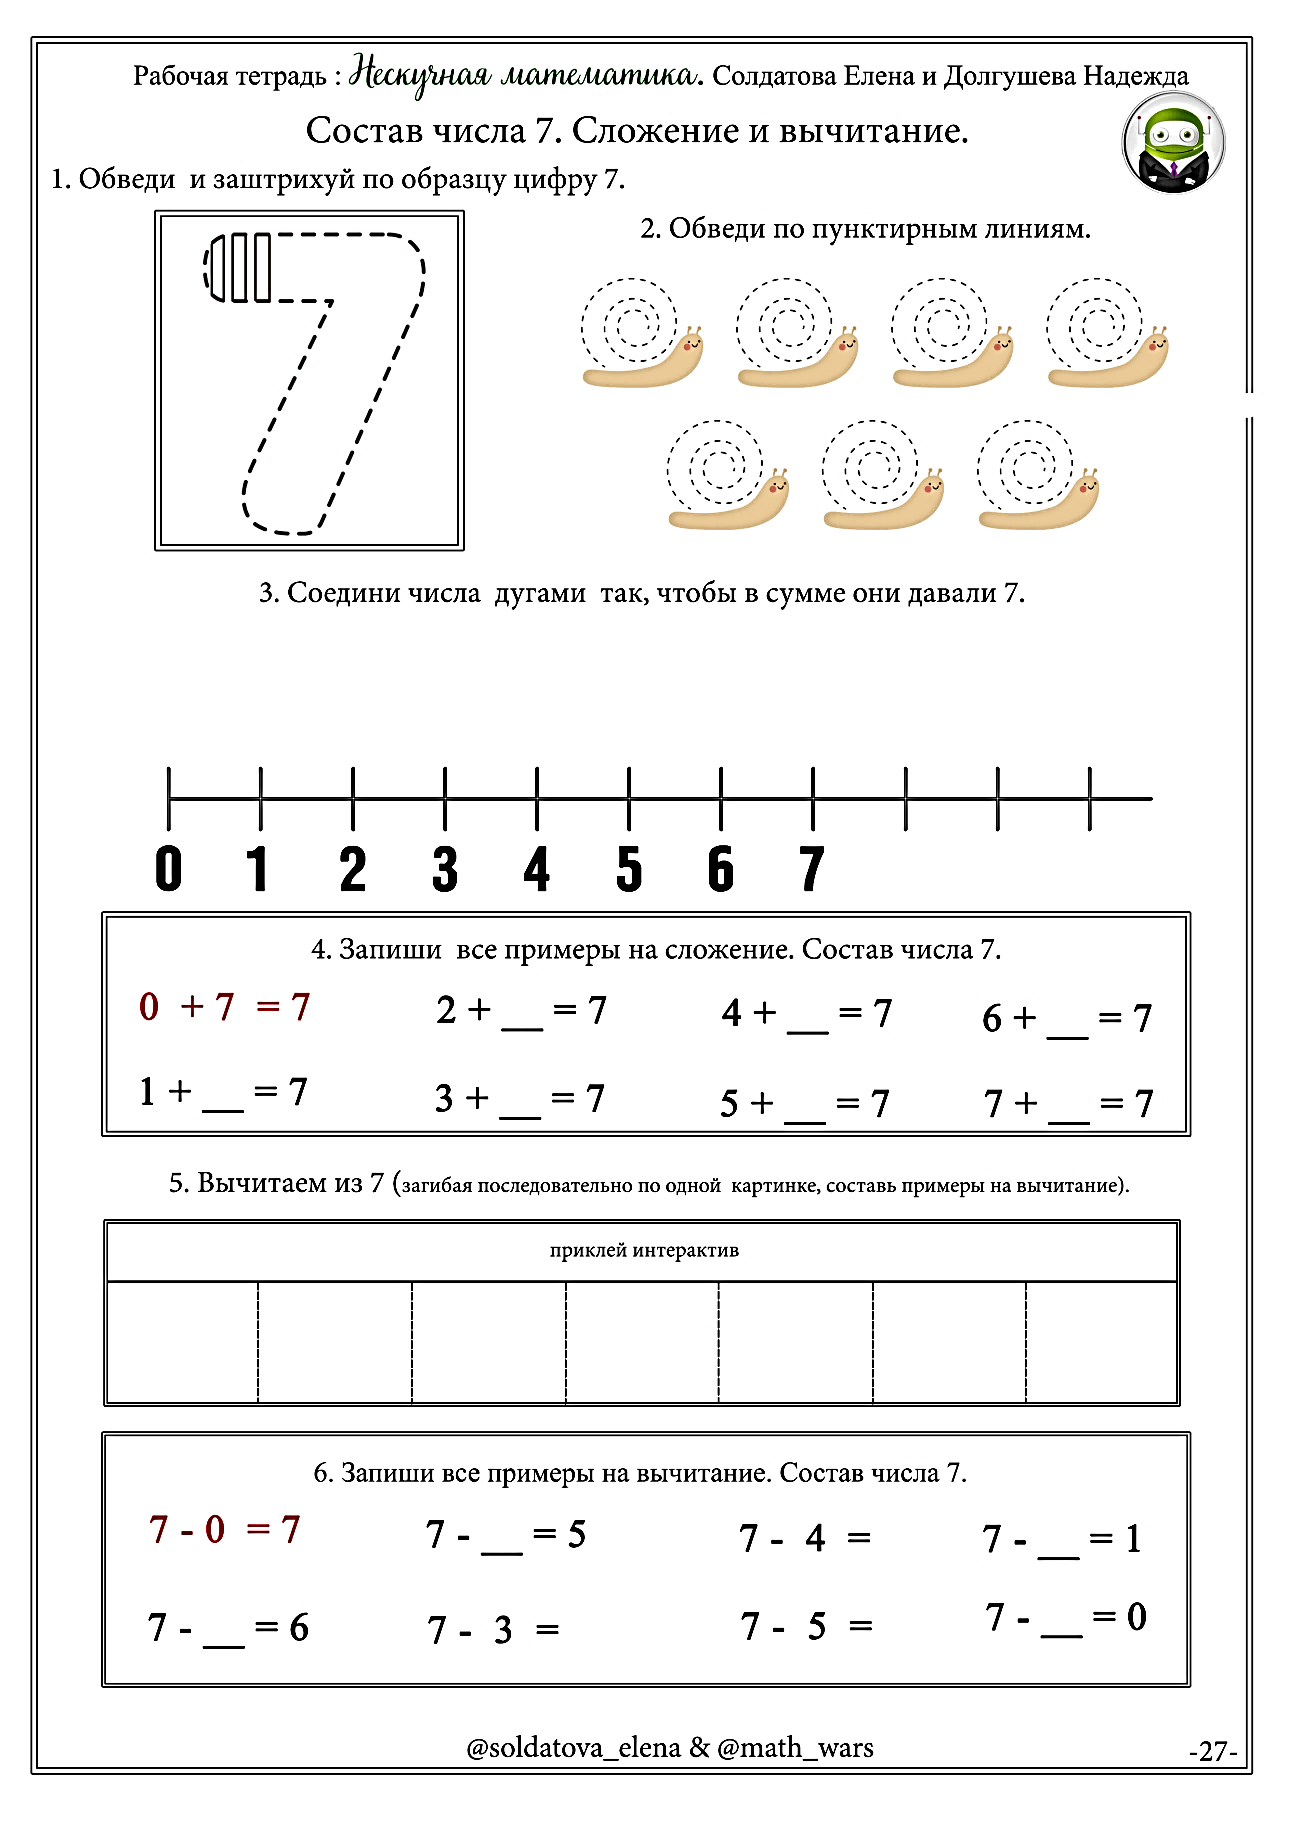 Рабочая тетрадь : Нескучная математика. Солдатова Елена и Долгушева Надежда
Состав числа 7. Сложение и вычитание.
1. Обведи и заштрихуй по образцу цифру 7.
2. Обведи по пунктирным линиям.
3. Соедини числа дугами так, чтобы в сумме они давали 7.
0 1 2 3 4 5 6 7
4. Запиши все примеры на сложение. Состав числа 7.
0 + 7 = 7 2 + __ = 7 4 + __ = 7 6 + __ = 7
1 + __ = 7 3 + __ = 7 5 + __ = 7 7 + __ = 7
5. Вычитаем из 7 (загибая последовательно по одной картинке, составь примеры на вычитание).
приклей интерактив
6. Запиши все примеры на вычитание. Состав числа 7.
7 - 0 = 7 7 - __ = 5 7 - 4 = 7 - __ = 1
7 - __ = 6 7 - 3 = 7 - 5 = 7 - __ = 0
@soldatova_elena & @math_wars
-27-